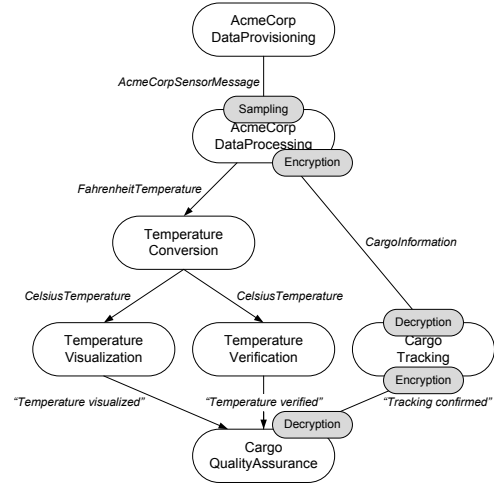 AcmeCorp
DataProvisioning
AcmeCorpSensorMessage
Sampling
AcmeCorp
DataProcessing
Encryption
FahrenheitTemperature
Temperature
Conversion
CargoInformation
CelsiusTemperature
CelsiusTemperature
Temperature
Visualization
Temperature
Verification
Decryption
Cargo
Tracking
Encryption
“Temperature visualized”
“Temperature verified”
“Tracking confirmed”
Decryption
Cargo
QualityAssurance